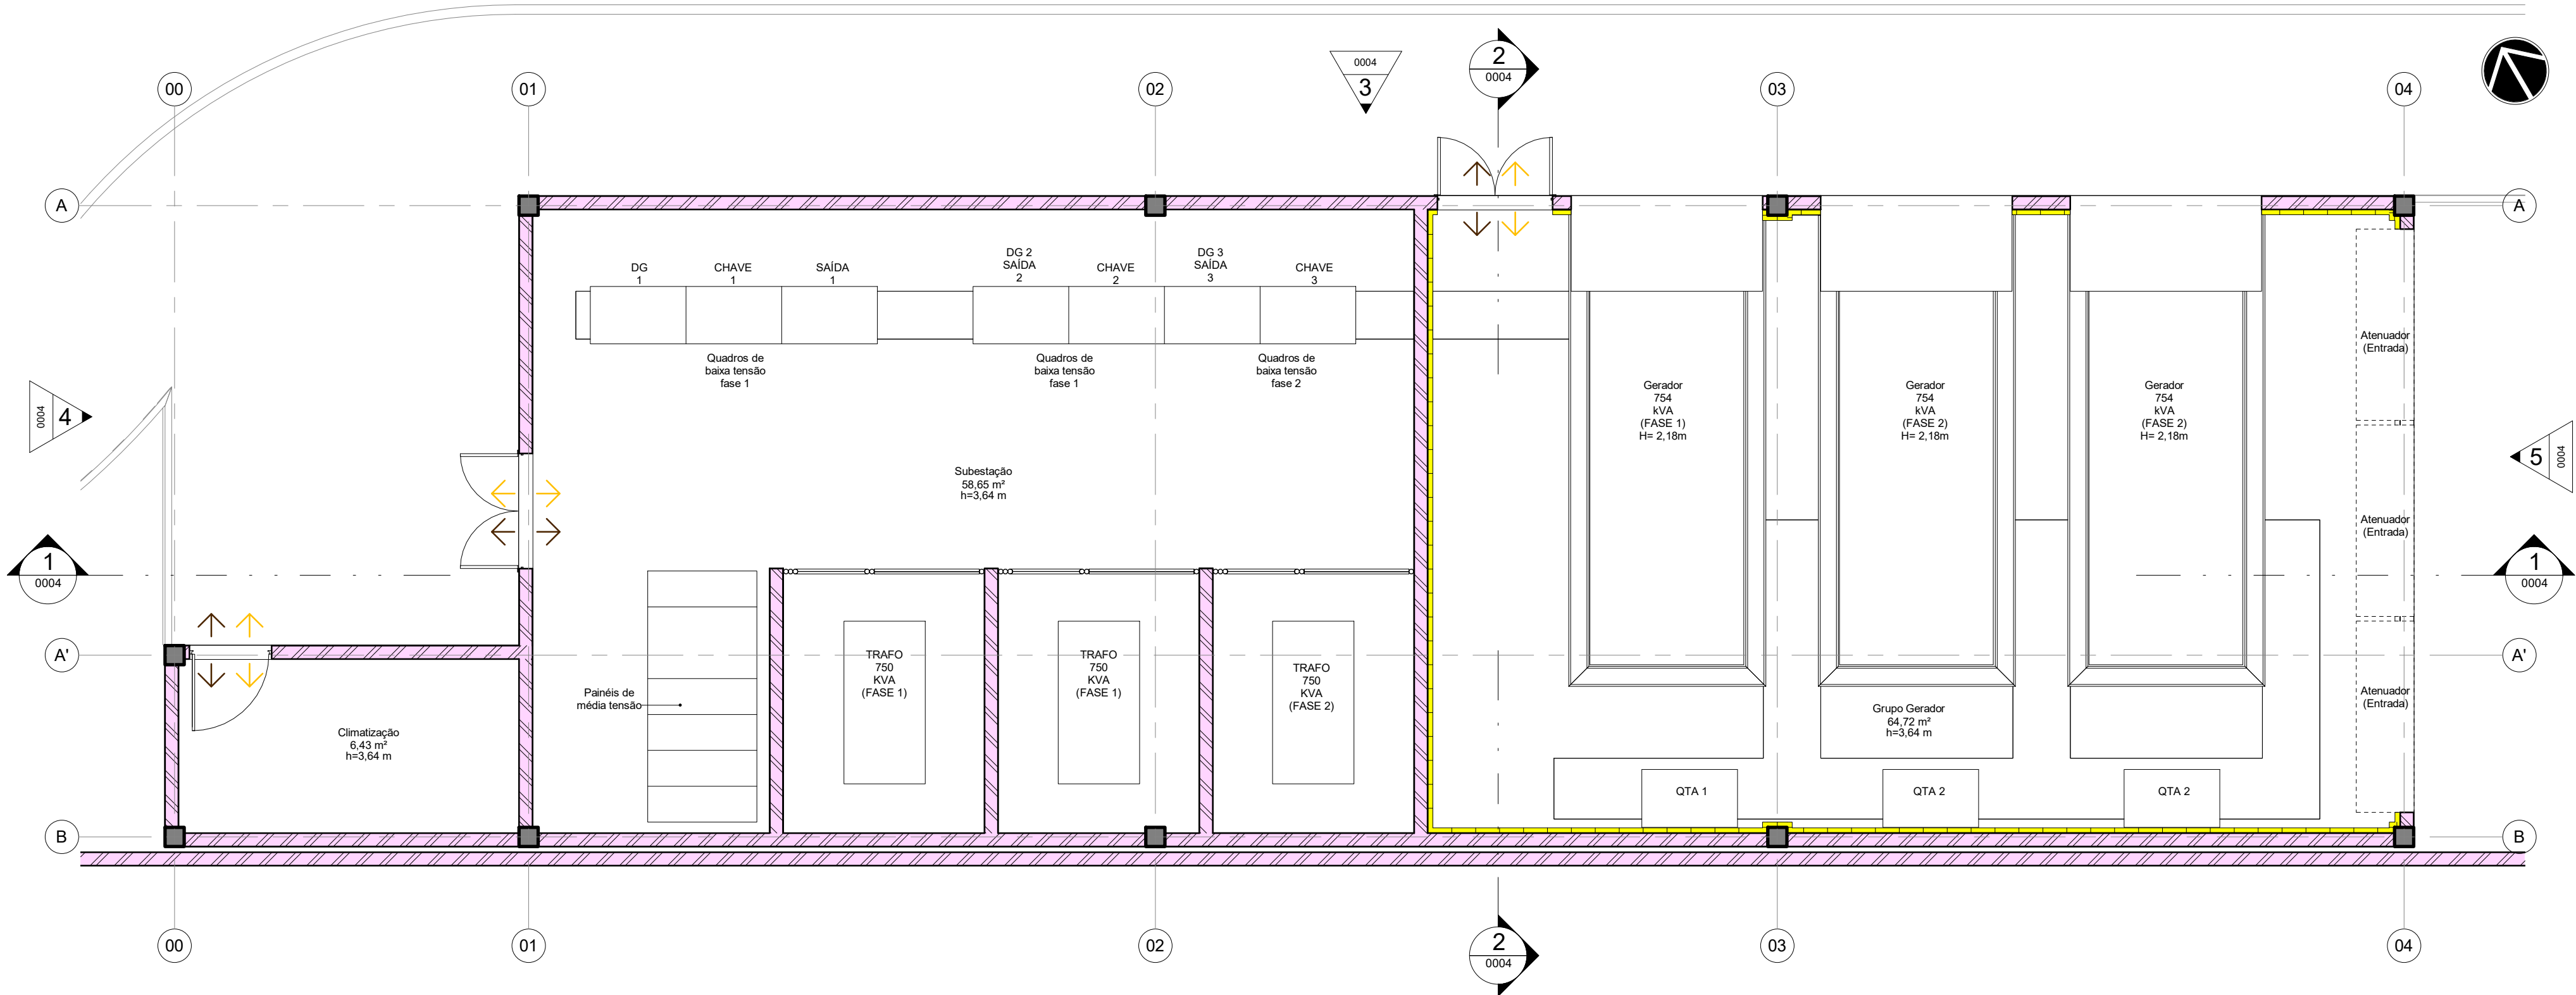 2
0004
0004
3
00
01
02
03
04
A
A
DG
1
CHAVE
1
SAÍDA
1
DG 2
SAÍDA
2
CHAVE
2
DG 3
SAÍDA
3
CHAVE
3
Quadros de
baixa tensão
fase 1
Quadros de
baixa tensão
fase 1
Quadros de
baixa tensão
fase 2
Atenuador
(Entrada)
Gerador
754
kVA
(FASE 1)
H= 2,18m
Gerador
754
kVA
(FASE 2)
H= 2,18m
Gerador
754
kVA
(FASE 2)
H= 2,18m
0004
4
5
0004
Subestação
58,65 m²
h=3,64 m
Atenuador
(Entrada)
1
0004
1
0004
A'
A'
TRAFO
750
KVA
(FASE 1)
TRAFO
750
KVA
(FASE 1)
TRAFO
750
KVA
(FASE 2)
Painéis de
média tensão
Atenuador
(Entrada)
Grupo Gerador
64,72 m²
h=3,64 m
Climatização
6,43 m²
h=3,64 m
QTA 1
QTA 2
QTA 2
B
B
00
01
02
2
0004
03
04